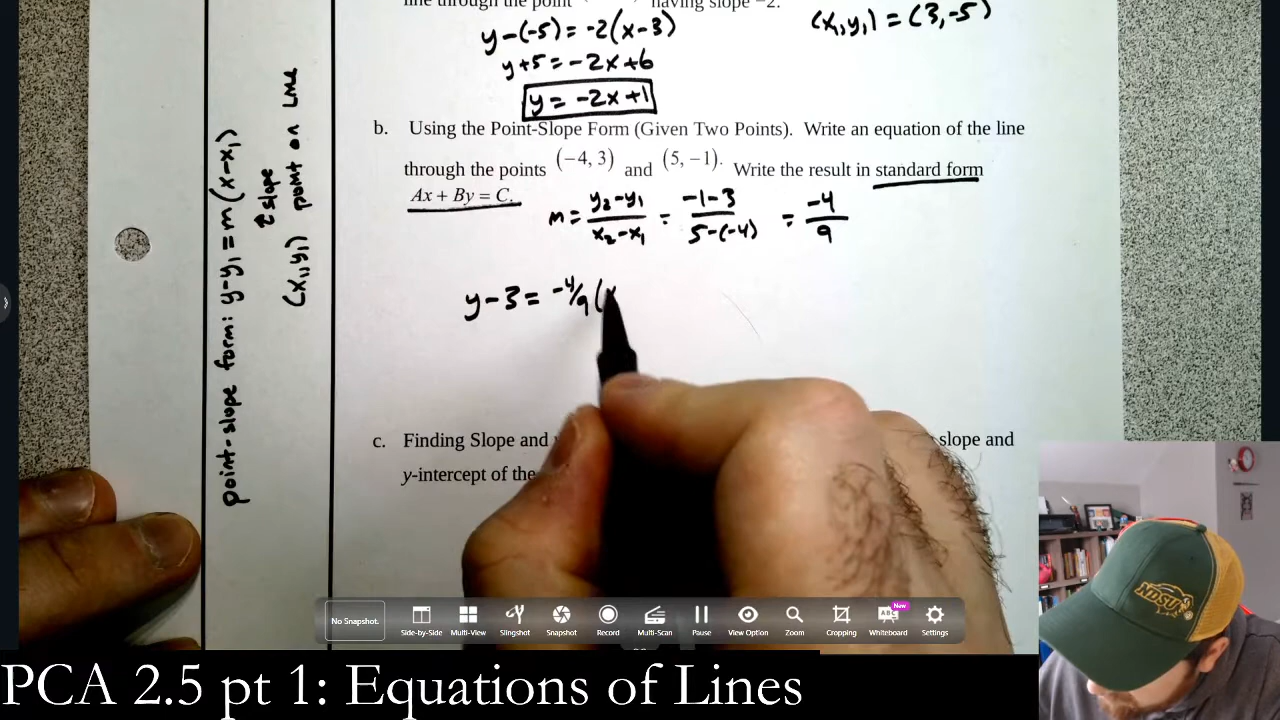 line through the point having slope −2.
y-(-5) = -2(x-3)
(x₁,y₁) = (3,-5)
y+5 = -2x+6
y = -2x+1
b. Using the Point-Slope Form (Given Two Points). Write an equation of the line
through the points (−4, 3) and (5, −1). Write the result in standard form
Ax + By = C.
m = y₂-y₁/x₂-x₁ = -1-3/5-(-4) = -4/9
y-3 = -4/9(x
c. Finding Slope and slope and
y-intercept of the
point-slope form: y-y₁ = m(x-x₁)
slope
(x₁,y₁) point on line
NDSU
No Snapshot.
Side-by-Side
Multi-View
Slingshot
Snapshot
Record
Multi-Scan
Pause
View Option
Zoom
Cropping
New
ABC
Whiteboard
Settings
PCA 2.5 pt 1: Equations of Lines